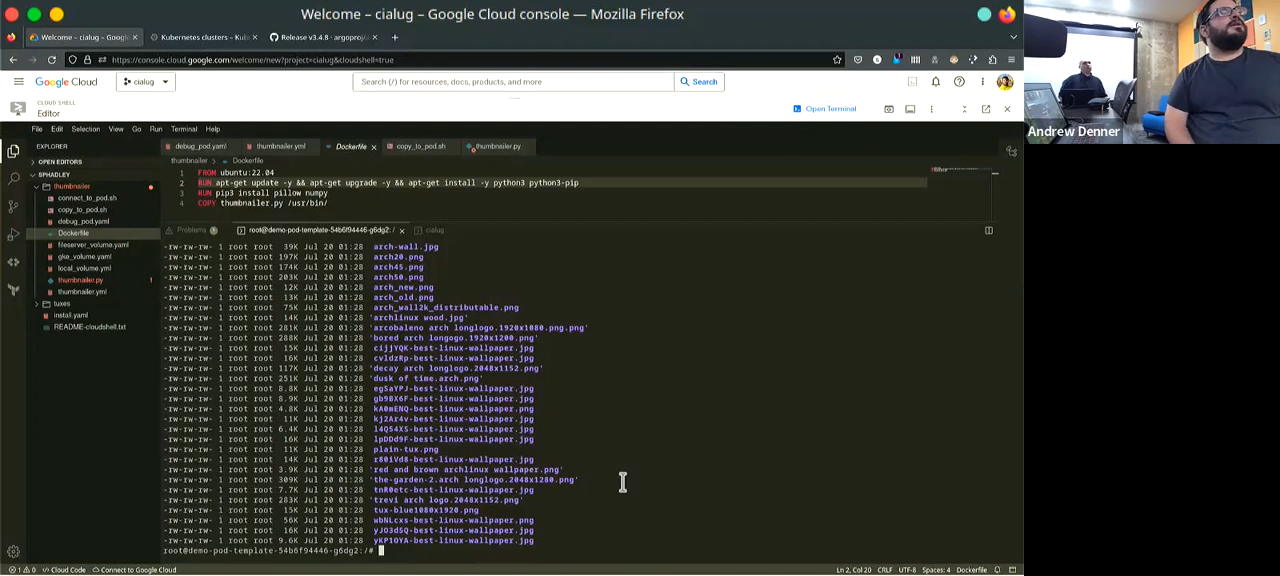 Welcome – cialug – Google Cloud console — Mozilla Firefox
Welcome – cialug – Google C
Kubernetes clusters – Kub
Release v3.4.8 · argoproj/a
https://console.cloud.google.com/welcome/new?project=cialug&cloudshell=true
Google Cloud
cialug
Search (/) for resources, docs, products, and more
Search
CLOUD SHELL
Editor
Open Terminal
File Edit Selection View Go Run Terminal Help
EXPLORER
debug_pod.yaml
thumbnailer.yml
Dockerfile
copy_to_pod.sh
thumbnailer.py
OPEN EDITORS
SPHADLEY
thumbnailer
connect_to_pod.sh
copy_to_pod.sh
debug_pod.yaml
Dockerfile
fileserver_volume.yaml
gke_volume.yaml
local_volume.yml
thumbnailer.py
thumbnailer.yml
tuxes
install.yaml
README-cloudshell.txt
thumbnailer > Dockerfile
1 FROM ubuntu:22.04
2 RUN apt-get update -y && apt-get upgrade -y && apt-get install -y python3 python3-pip
3 RUN pip3 install pillow numpy
4 COPY thumbnailer.py /usr/bin/
Problems 1
root@demo-pod-template-54b6f94446-g6dg2: /
cialug
-rw-rw-rw- 1 root root 39K Jul 20 01:28 arch-wall.jpg
-rw-rw-rw- 1 root root 197K Jul 20 01:28 arch20.png
-rw-rw-rw- 1 root root 174K Jul 20 01:28 arch45.png
-rw-rw-rw- 1 root root 203K Jul 20 01:28 arch50.png
-rw-rw-rw- 1 root root 12K Jul 20 01:28 arch_new.png
-rw-rw-rw- 1 root root 13K Jul 20 01:28 arch_old.png
-rw-rw-rw- 1 root root 75K Jul 20 01:28 arch_wall2k_distributable.png
-rw-rw-rw- 1 root root 14K Jul 20 01:28 'archlinux wood.jpg'
-rw-rw-rw- 1 root root 281K Jul 20 01:28 'arcobaleno arch longlogo.1920x1080.png.png'
-rw-rw-rw- 1 root root 288K Jul 20 01:28 'bored arch longogo.1920x1200.png'
-rw-rw-rw- 1 root root 15K Jul 20 01:28 cijjYQK-best-linux-wallpaper.jpg
-rw-rw-rw- 1 root root 16K Jul 20 01:28 cvldzRp-best-linux-wallpaper.jpg
-rw-rw-rw- 1 root root 117K Jul 20 01:28 'decay arch longlogo.2048x1152.png'
-rw-rw-rw- 1 root root 251K Jul 20 01:28 'dusk of time.arch.png'
-rw-rw-rw- 1 root root 8.8K Jul 20 01:28 egSaYPJ-best-linux-wallpaper.jpg
-rw-rw-rw- 1 root root 8.9K Jul 20 01:28 gb9BX6F-best-linux-wallpaper.jpg
-rw-rw-rw- 1 root root 4.8K Jul 20 01:28 kA0mENQ-best-linux-wallpaper.jpg
-rw-rw-rw- 1 root root 11K Jul 20 01:28 kj2Ar4v-best-linux-wallpaper.jpg
-rw-rw-rw- 1 root root 6.4K Jul 20 01:28 l4Q54XS-best-linux-wallpaper.jpg
-rw-rw-rw- 1 root root 16K Jul 20 01:28 lpDDd9F-best-linux-wallpaper.jpg
-rw-rw-rw- 1 root root 11K Jul 20 01:28 plain-tux.png
-rw-rw-rw- 1 root root 14K Jul 20 01:28 r80iVd8-best-linux-wallpaper.jpg
-rw-rw-rw- 1 root root 3.9K Jul 20 01:28 'red and brown archlinux wallpaper.png'
-rw-rw-rw- 1 root root 309K Jul 20 01:28 'the-garden-2.arch longlogo.2048x1280.png'
-rw-rw-rw- 1 root root 7.7K Jul 20 01:28 tnR0etc-best-linux-wallpaper.jpg
-rw-rw-rw- 1 root root 283K Jul 20 01:28 'trevi arch logo.2048x1152.png'
-rw-rw-rw- 1 root root 15K Jul 20 01:28 tux-blue1080x1920.png
-rw-rw-rw- 1 root root 56K Jul 20 01:28 wbNLcxs-best-linux-wallpaper.png
-rw-rw-rw- 1 root root 16K Jul 20 01:28 yJO3dSQ-best-linux-wallpaper.jpg
-rw-rw-rw- 1 root root 9.6K Jul 20 01:28 yKP1OYA-best-linux-wallpaper.jpg
root@demo-pod-template-54b6f94446-g6dg2:/#
1 0 Cloud Code Connect to Google Cloud
Ln 2, Col 20 CRLF UTF-8 Spaces: 4 Dockerfile
Andrew Denner